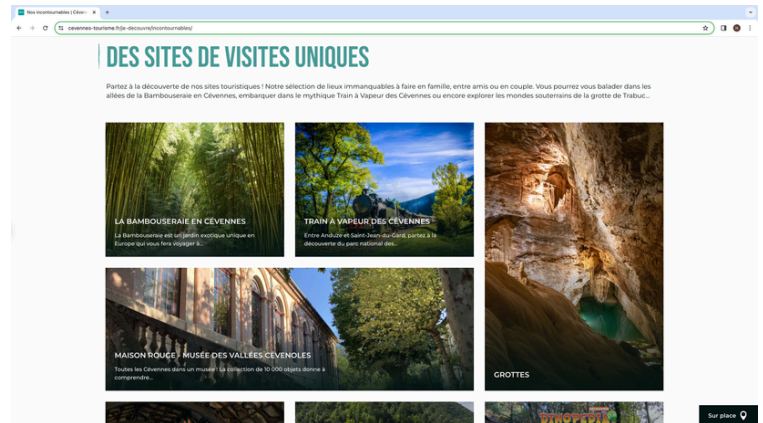 Nos incontournables | Céven
cevennes-tourisme.fr/je-decouvre/incontournables/
DES SITES DE VISITES UNIQUES
Partez à la découverte de nos sites touristiques ! Notre sélection de lieux immanquables à faire en famille, entre amis ou en couple. Vous pourrez vous balader dans les
allées de la Bambouseraie en Cévennes, embarquer dans le mythique Train à Vapeur des Cévennes ou encore explorer les mondes souterrains de la grotte de Trabuc...
LA BAMBOUSERAIE EN CÉVENNES
La Bambouseraie est un jardin exotique unique en
Europe qui vous fera voyager à...
TRAIN À VAPEUR DES CÉVENNES
Entre Anduze et Saint-Jean-du-Gard, partez à la
découverte du parc national des...
MAISON ROUGE - MUSÉE DES VALLÉES CÉVENOLES
Toutes les Cévennes dans un musée ! La collection de 10 000 objets donne à
comprendre...
GROTTES
DINOPEDIA
Sur place